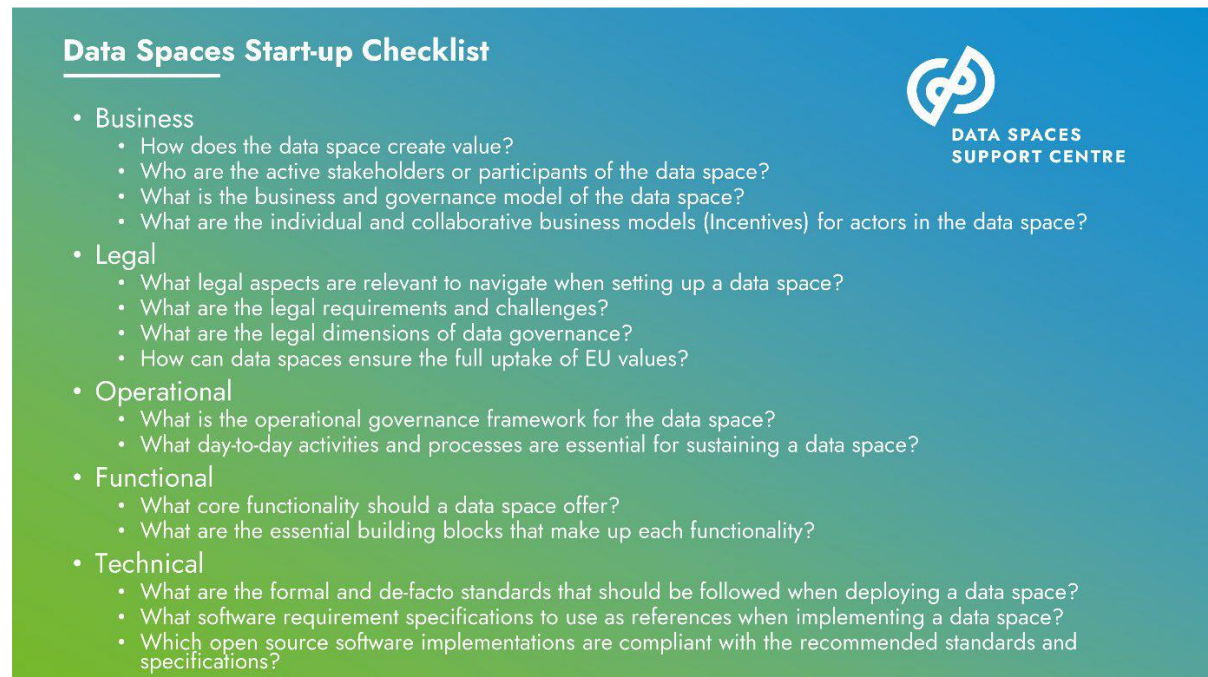 Data Spaces Start-up Checklist
DATA SPACES
SUPPORT CENTRE
• Business
• How does the data space create value?
• Who are the active stakeholders or participants of the data space?
• What is the business and governance model of the data space?
• What are the individual and collaborative business models (Incentives) for actors in the data space?
• Legal
• What legal aspects are relevant to navigate when setting up a data space?
• What are the legal requirements and challenges?
• What are the legal dimensions of data governance?
• How can data spaces ensure the full uptake of EU values?
• Operational
• What is the operational governance framework for the data space?
• What day-to-day activities and processes are essential for sustaining a data space?
• Functional
• What core functionality should a data space offer?
• What are the essential building blocks that make up each functionality?
• Technical
• What are the formal and de-facto standards that should be followed when deploying a data space?
• What software requirement specifications to use as references when implementing a data space?
• Which open source software implementations are compliant with the recommended standards and
specifications?